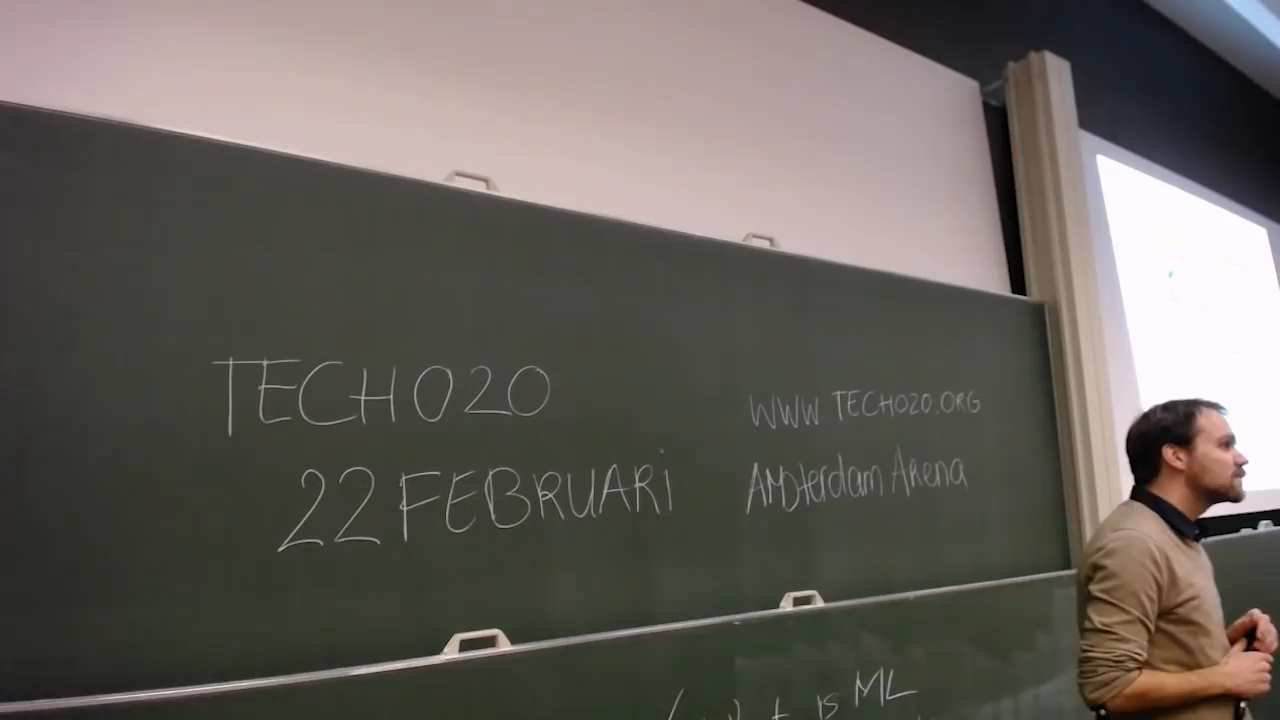 TECH020
22 FEBRUARI
WWW TECH020.ORG
AMsterdam Arena
is ML